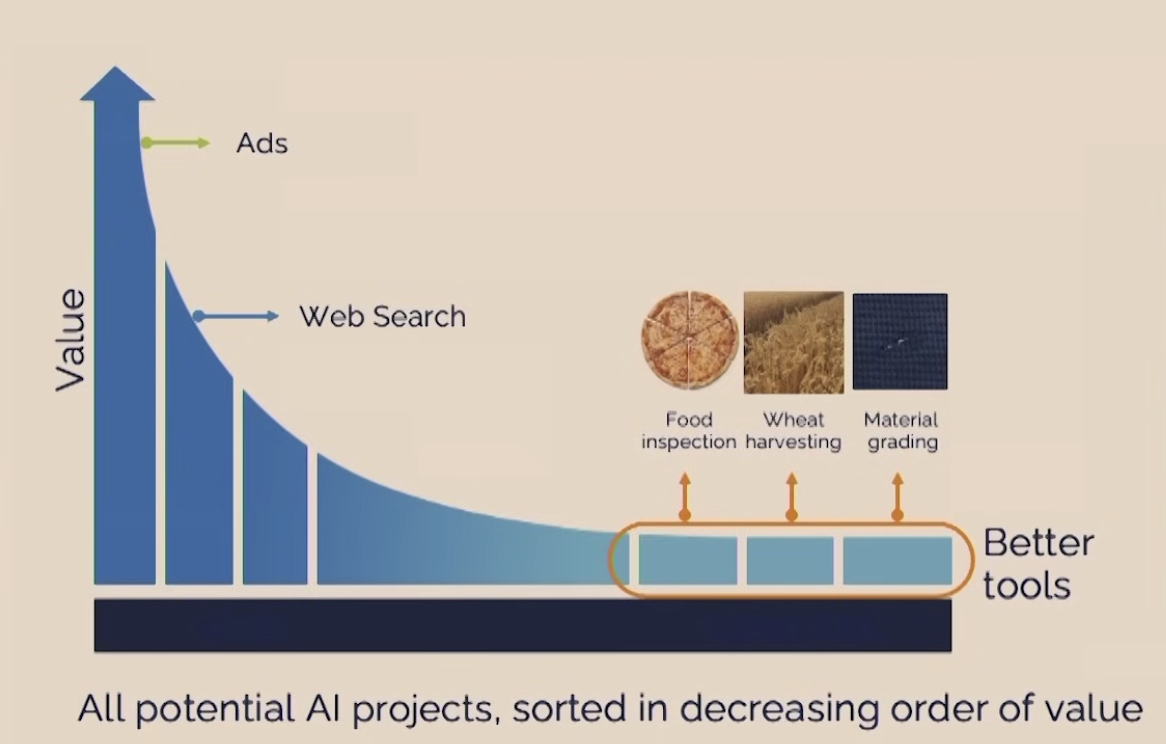 Ads
Value
Web Search
Food
inspection
Wheat
harvesting
Material
grading
Better
tools
All potential AI projects, sorted in decreasing order of value